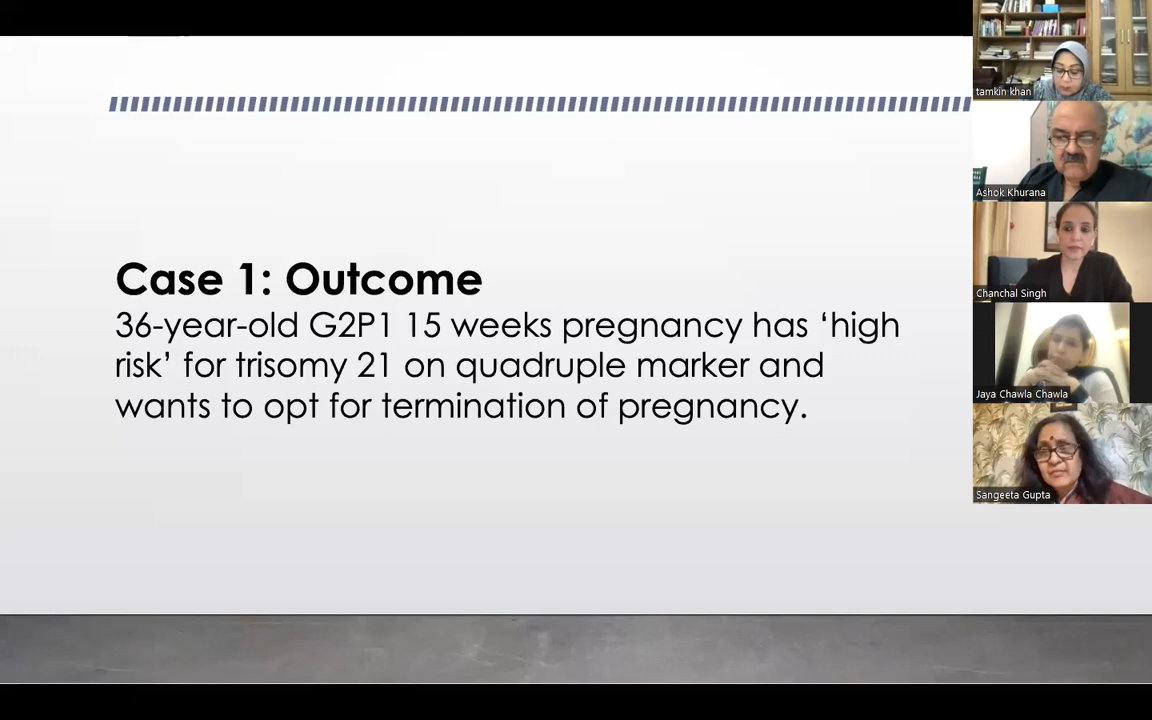 Case 1: Outcome
36-year-old G2P1 15 weeks pregnancy has ‘high
risk’ for trisomy 21 on quadruple marker and
wants to opt for termination of pregnancy.
tamkin khan
Ashok Khurana
Chanchal Singh
Jaya Chawla Chawla
Sangeeta Gupta